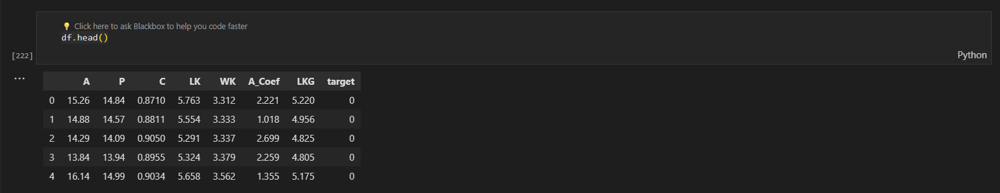 💡 Click here to ask Blackbox to help you code faster
df.head()
[222]
Python
...
A P C LK WK A_Coef LKG target
0 15.26 14.84 0.8710 5.763 3.312 2.221 5.220 0
1 14.88 14.57 0.8811 5.554 3.333 1.018 4.956 0
2 14.29 14.09 0.9050 5.291 3.337 2.699 4.825 0
3 13.84 13.94 0.8955 5.324 3.379 2.259 4.805 0
4 16.14 14.99 0.9034 5.658 3.562 1.355 5.175 0